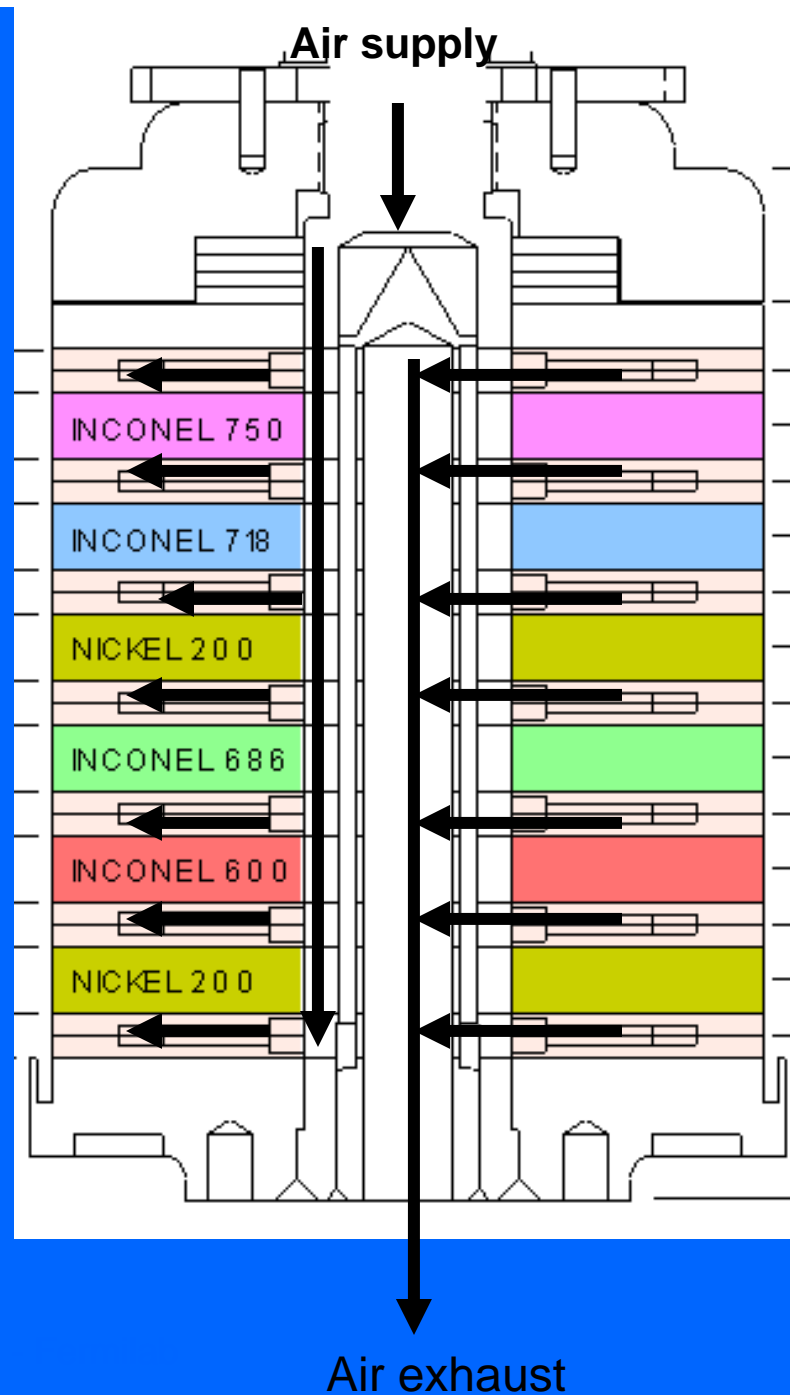 Air supply
INCONEL 750
INCONEL 718
NICKEL 200
INCONEL 686
INCONEL 600
NICKEL 200
Air exhaust